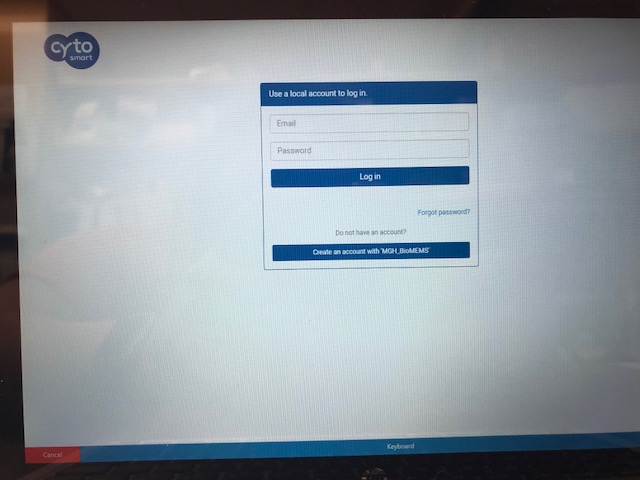 cyto
smart
Use a local account to log in.
Email
Password
Log in
Forgot password?
Do not have an account?
Create an account with 'MGH_BioMEMS'
Cancel
Keyboard